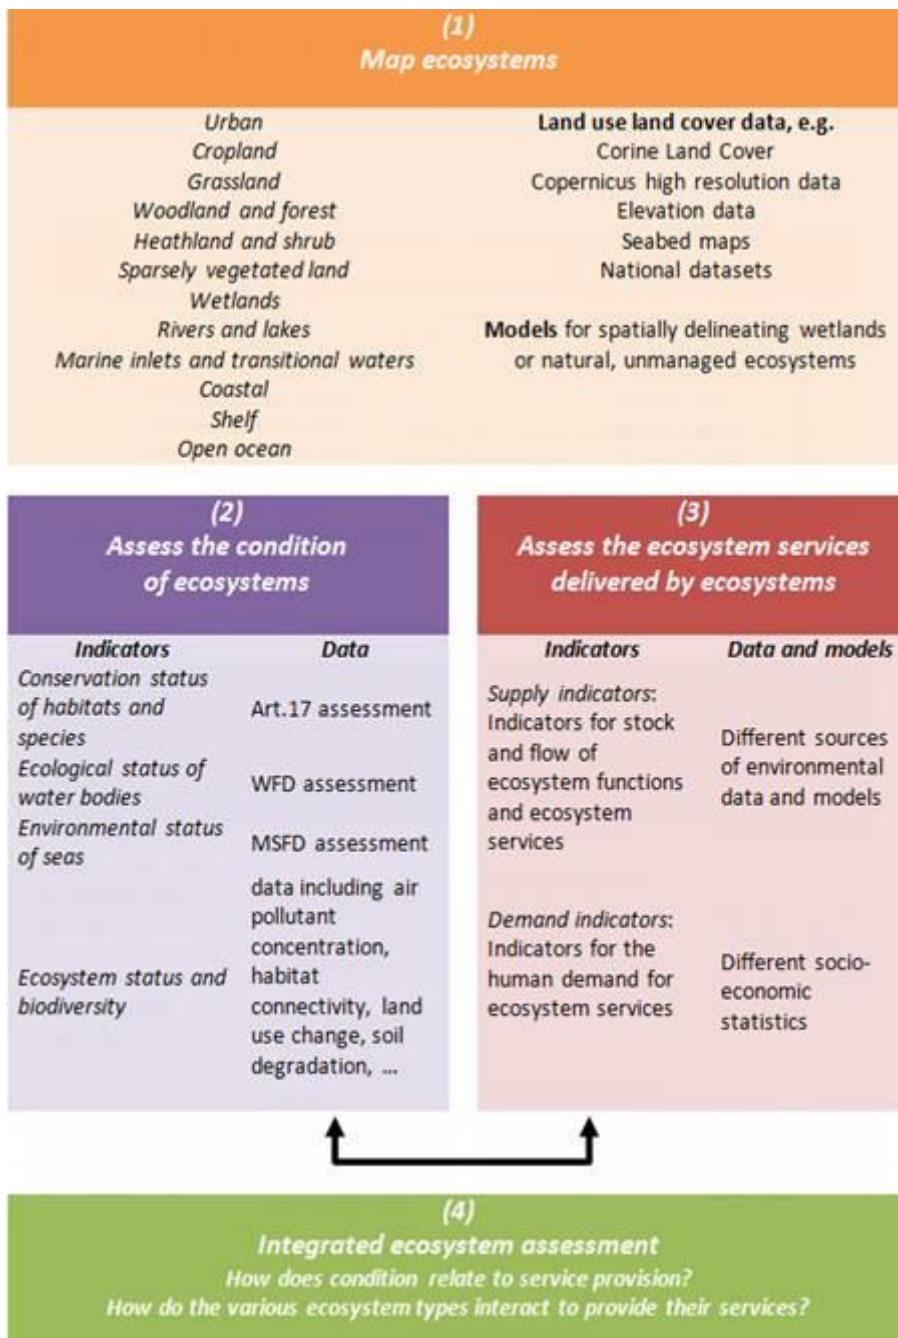 (1)
Map ecosystems
Urban
Cropland
Grassland
Woodland and forest
Heathland and shrub
Sparsely vegetated land
Wetlands
Rivers and lakes
Marine inlets and transitional waters
Coastal
Shelf
Open ocean
Land use land cover data, e.g.
Corine Land Cover
Copernicus high resolution data
Elevation data
Seabed maps
National datasets
Models for spatially delineating wetlands
or natural, unmanaged ecosystems
(2)
Assess the condition
of ecosystems
Indicators
Data
Conservation status
of habitats and
species
Art.17 assessment
Ecological status of
water bodies
WFD assessment
Environmental status
of seas
MSFD assessment
Ecosystem status and
biodiversity
data including air
pollutant
concentration,
habitat
connectivity, land
use change, soil
degradation, ...
(3)
Assess the ecosystem services
delivered by ecosystems
Indicators
Data and models
Supply indicators:
Indicators for stock
and flow of
ecosystem functions
and ecosystem
services
Different sources
of environmental
data and models
Demand indicators:
Indicators for the
human demand for
ecosystem services
Different socio-
economic
statistics
(4)
Integrated ecosystem assessment
How does condition relate to service provision?
How do the various ecosystem types interact to provide their services?